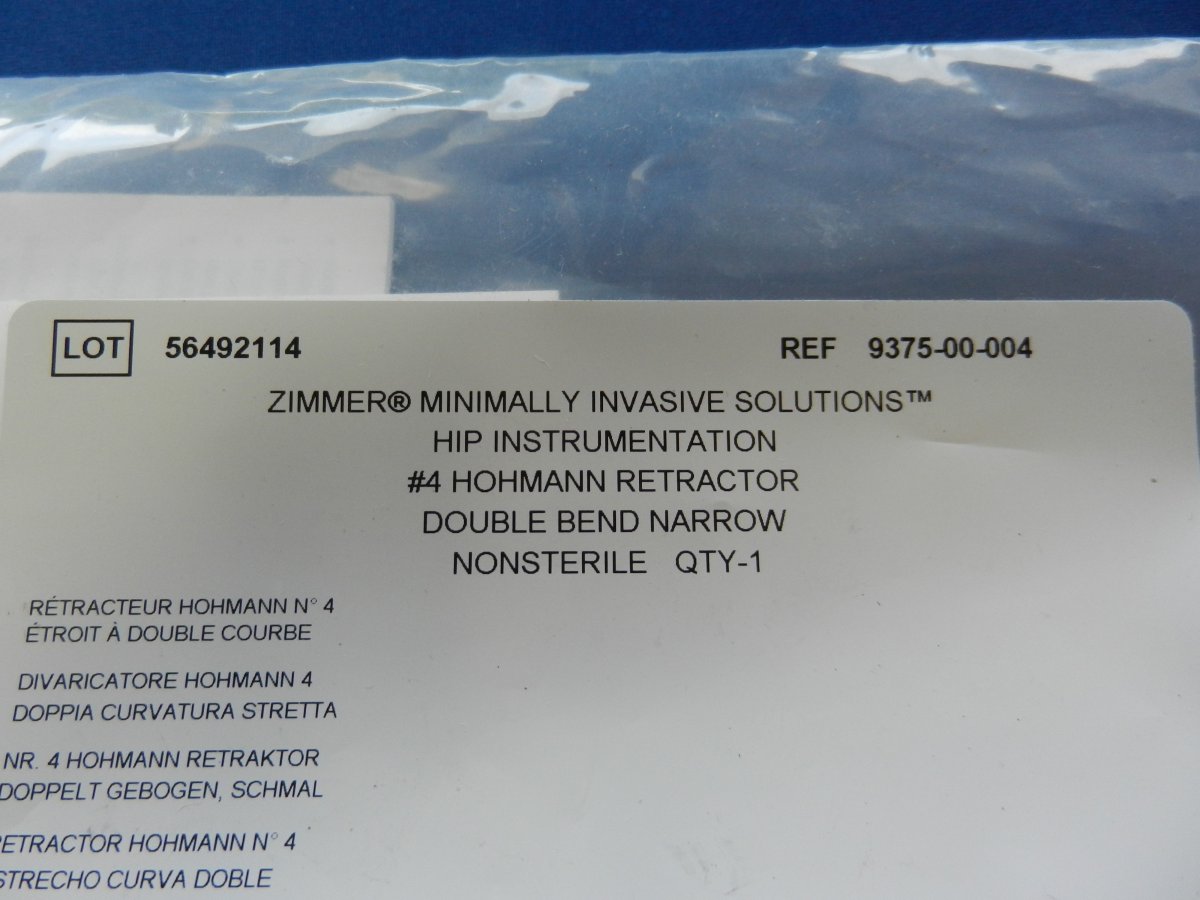 LOT 56492114 REF 9375-00-004
ZIMMER® MINIMALLY INVASIVE SOLUTIONS™
HIP INSTRUMENTATION
#4 HOHMANN RETRACTOR
DOUBLE BEND NARROW
NONSTERILE QTY-1
RÉTRACTEUR HOHMANN N° 4
ÉTROIT À DOUBLE COURBE
DIVARICATORE HOHMANN 4
DOPPIA CURVATURA STRETTA
NR. 4 HOHMANN RETRAKTOR
DOPPELT GEBOGEN, SCHMAL
RETRACTOR HOHMANN N° 4
STRECHO CURVA DOBLE